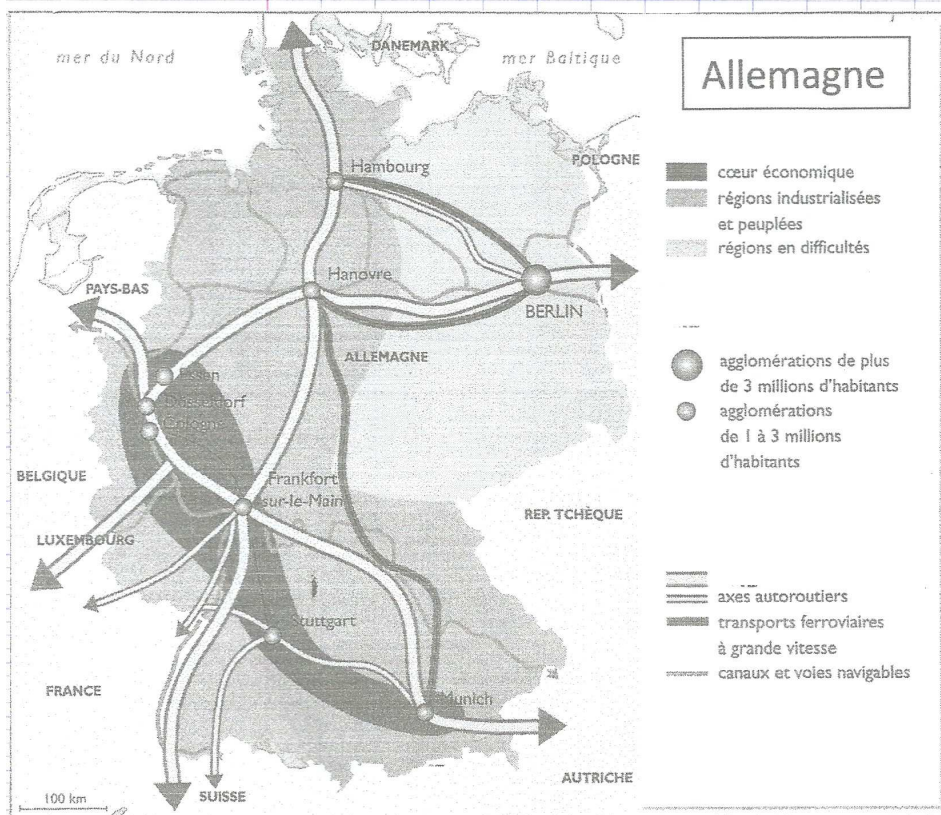 Allemagne
mer du Nord
DANEMARK
mer Baltique
POLOGNE
Hambourg
Hanovre
BERLIN
PAYS-BAS
ALLEMAGNE
Essen
Düsseldorf
Cologne
BELGIQUE
Frankfort
sur-le-Main
REP. TCHÈQUE
LUXEMBOURG
Stuttgart
FRANCE
Munich
AUTRICHE
SUISSE
100 km
cœur économique
régions industrialisées
et peuplées
régions en difficultés
agglomérations de plus
de 3 millions d'habitants
agglomérations
de 1 à 3 millions
d'habitants
axes autoroutiers
transports ferroviaires
à grande vitesse
canaux et voies navigables